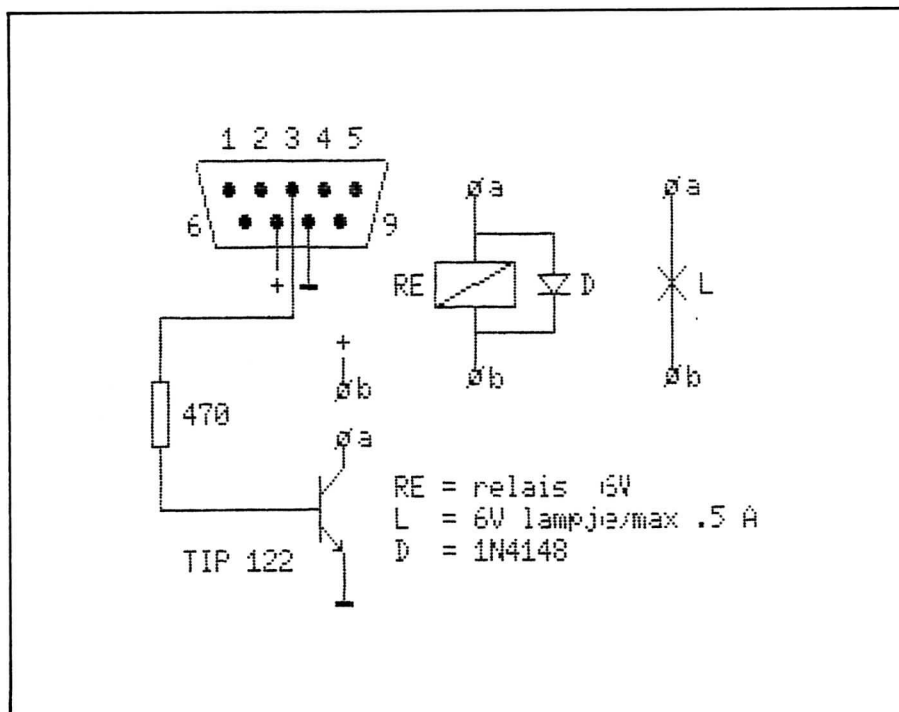 1 2 3 4 5
6 9
+
øa
øa
RE
D
L
+
øb
øb
øb
470
øa
TIP 122
RE = relais 6V
L = 6V lampje/max .5 A
D = 1N4148